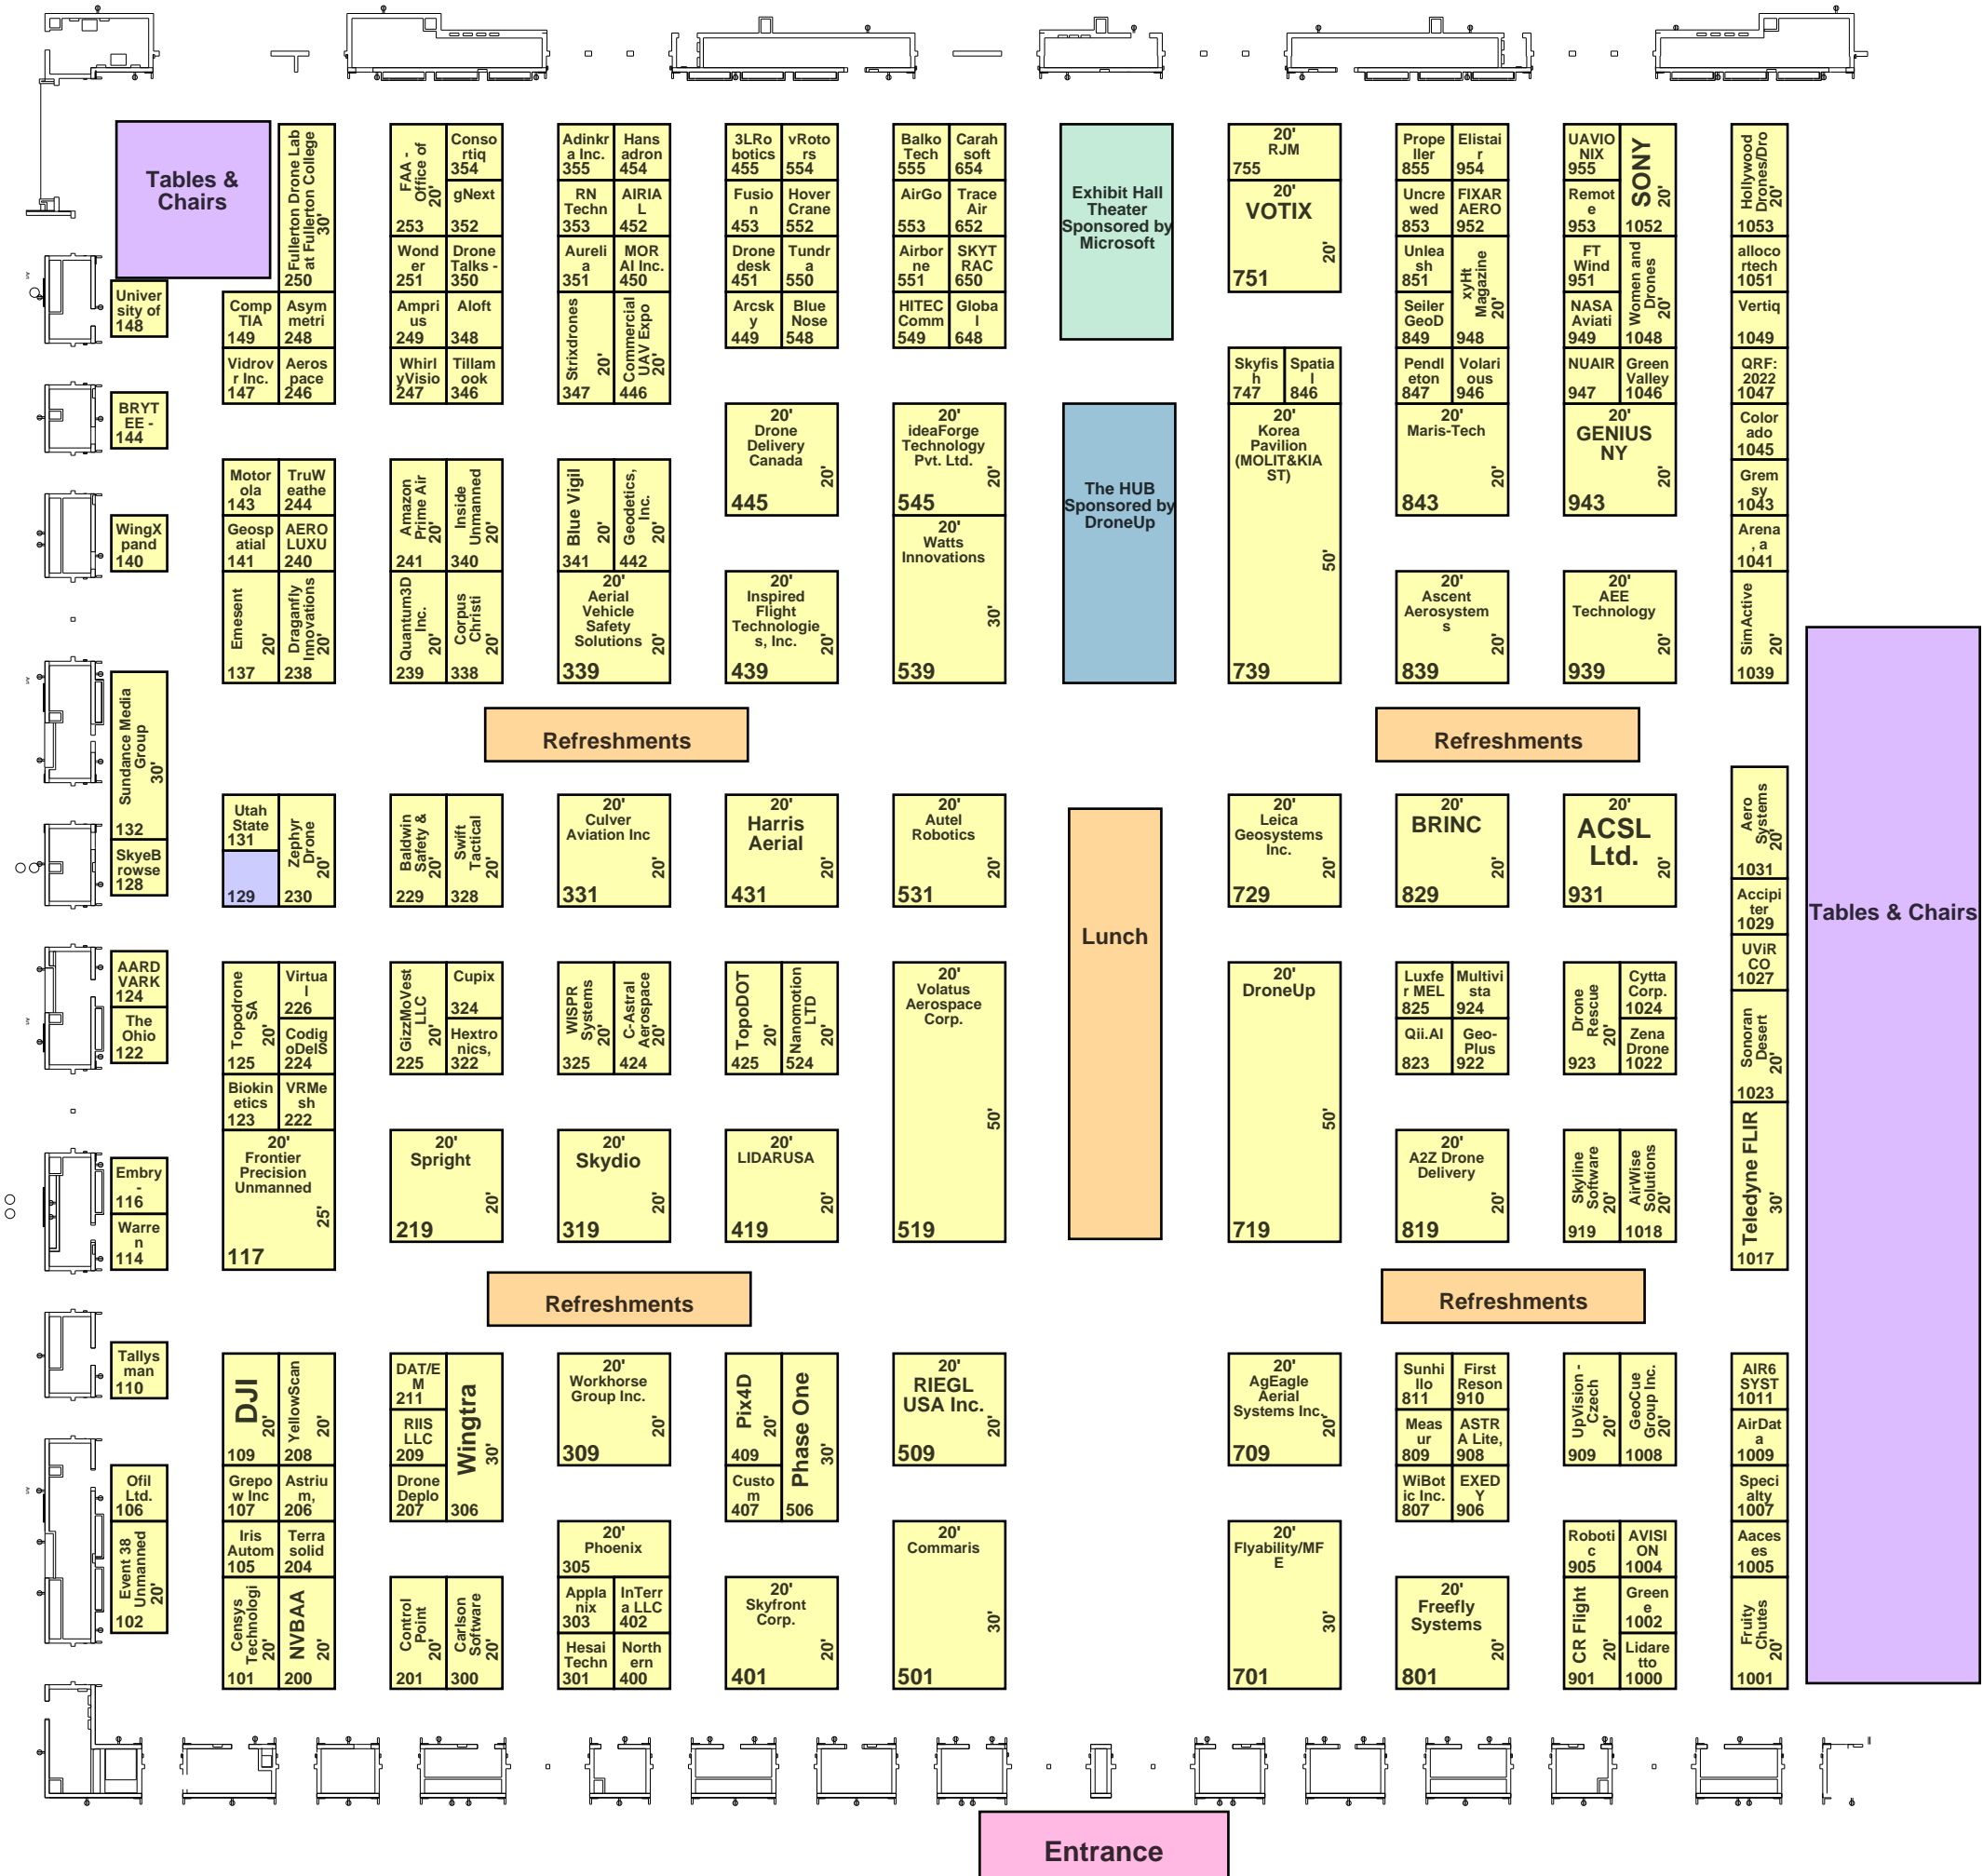 Tables &
Chairs
Fullerton Drone Lab
at Fullerton College
30'
250
FAA -
Office of
20'
253
Conso
rtiq
354
gNext
352
Adinkr
a Inc.
355
Hans
adron
454
RN
Techn
353
AIRIA
L
452
3LRo
botics
455
vRoto
rs
554
Fusio
n
453
Hover
Crane
552
Balko
Tech
555
Carah
soft
654
AirGo
553
Trace
Air
652
Exhibit Hall
Theater
Sponsored by
Microsoft
20'
RJM
755
20'
VOTIX
20'
751
Prope
ller
855
Elistai
r
954
Uncre
wed
853
FIXAR
AERO
952
UAVIO
NIX
955
Remot
e
953
SONY
20'
1052
Hollywood
Drones/Dro
20'
1053
Univer
sity of
148
Comp
TIA
149
Asym
metri
248
Vidrov
r Inc.
147
Aeros
pace
246
Wond
er
251
Drone
Talks -
350
Ampri
us
249
Aloft
348
Whirl
yVisio
247
Tillam
ook
346
Aureli
a
351
MOR
AI Inc.
450
Strixdrones
20'
347
Commercial
UAV Expo
20'
446
Drone
desk
451
Tundr
a
550
Arcsk
y
449
Blue
Nose
548
Airbor
ne
551
SKYT
RAC
650
HITEC
Comm
549
Globa
l
648
Skyfis
h
747
Spatia
l
846
Unlea
sh
851
xyHt
Magazine
20'
948
Seiler
GeoD
849
Pendl
eton
847
Volari
ous
946
FT
Wind
951
Women and
Drones
20'
1048
NASA
Aviati
949
NUAIR
947
Green
Valley
1046
alloco
rtech
1051
Vertiq
1049
QRF:
2022
1047
BRYT
EE -
144
WingX
pand
140
Motor
ola
143
TruW
eathe
244
Geosp
atial
141
AERO
LUXU
240
Emesent
20'
137
Draganfly
Innovations
20'
238
Amazon
Prime Air
20'
241
Inside
Unmanned
20'
340
Quantum3D
Inc.
20'
239
Corpus
Christi
20'
338
Blue Vigil
20'
341
Geodetics,
Inc.
20'
442
20'
Aerial
Vehicle
Safety
Solutions
20'
339
20'
Drone
Delivery
Canada
20'
445
20'
Inspired
Flight
Technologie
s, Inc.
20'
439
20'
ideaForge
Technology
Pvt. Ltd.
20'
545
20'
Watts
Innovations
30'
539
The HUB
Sponsored by
DroneUp
20'
Korea
Pavilion
(MOLIT&KIA
ST)
50'
739
20'
Maris-Tech
20'
843
20'
Ascent
Aerosystem
s
20'
839
20'
GENIUS
NY
20'
943
20'
AEE
Technology
20'
939
Color
ado
1045
Grem
sy
1043
Arena
, a
1041
SimActive
20'
1039
Refreshments
Refreshments
Sundance Media
Group
30'
132
SkyeB
rowse
128
Utah
State
131
129
Zephyr
Drone
20'
230
Baldwin
Safety &
20'
229
Swift
Tactical
20'
328
20'
Culver
Aviation Inc
20'
331
20'
Harris
Aerial
20'
431
20'
Autel
Robotics
20'
531
Lunch
20'
Leica
Geosystems
Inc.
20'
729
20'
BRINC
20'
829
20'
ACSL
Ltd.
20'
931
Aero
Systems
20'
1031
Accipi
ter
1029
Tables & Chairs
AARD
VARK
124
The
Ohio
122
Topodrone
SA
20'
125
Virtua
l
226
Codig
oDelS
224
Biokin
etics
123
VRMe
sh
222
20'
Frontier
Precision
Unmanned
25'
117
GizzMoVest
LLC
20'
225
Cupix
324
Hextro
nics,
322
WISPR
Systems
20'
325
C-Astral
Aerospace
20'
424
TopoDOT
20'
425
Nanomotion
LTD
20'
524
20'
Volatus
Aerospace
Corp.
50'
519
20'
DroneUp
50'
719
Luxfe
r MEL
825
Multivi
sta
924
Qii.AI
823
Geo-
Plus
922
Drone
Rescue
20'
923
Cytta
Corp.
1024
Zena
Drone
1022
UViR
CO
1027
Sonoran
Desert
20'
1023
Teledyne FLIR
30'
1017
Embry
-
116
Warre
n
114
20'
Spright
20'
219
20'
Skydio
20'
319
20'
LIDARUSA
20'
419
20'
A2Z Drone
Delivery
20'
819
Skyline
Software
20'
919
AirWise
Solutions
20'
1018
Refreshments
Refreshments
Tallys
man
110
Ofil
Ltd.
106
Event 38
Unmanned
20'
102
DJI
20'
109
YellowScan
20'
208
Grepo
w Inc
107
Astriu
m,
206
Iris
Autom
105
Terra
solid
204
Censys
Technologi
20'
101
NVBAA
20'
200
DAT/E
M
211
RIIS
LLC
209
Drone
Deplo
207
Wingtra
30'
306
Control
Point
20'
201
Carlson
Software
20'
300
20'
Workhorse
Group Inc.
20'
309
20'
Phoenix
305
Appla
nix
303
InTerr
a LLC
402
Hesai
Techn
301
North
ern
400
Pix4D
20'
409
Custo
m
407
Phase One
30'
506
20'
Skyfront
Corp.
20'
401
20'
RIEGL
USA Inc.
20'
509
20'
Commaris
30'
501
20'
AgEagle
Aerial
Systems Inc.
20'
709
20'
Flyability/MF
E
30'
701
Sunhi
llo
811
First
Reson
910
Meas
ur
809
ASTR
A Lite,
908
WiBot
ic Inc.
807
EXED
Y
906
20'
Freefly
Systems
20'
801
UpVision -
Czech
20'
909
GeoCue
Group Inc.
20'
1008
Roboti
c
905
AVISI
ON
1004
CR Flight
20'
901
Green
e
1002
Lidare
tto
1000
AIR6
SYST
1011
AirDat
a
1009
Speci
alty
1007
Aaces
es
1005
Fruity
Chutes
20'
1001
Entrance